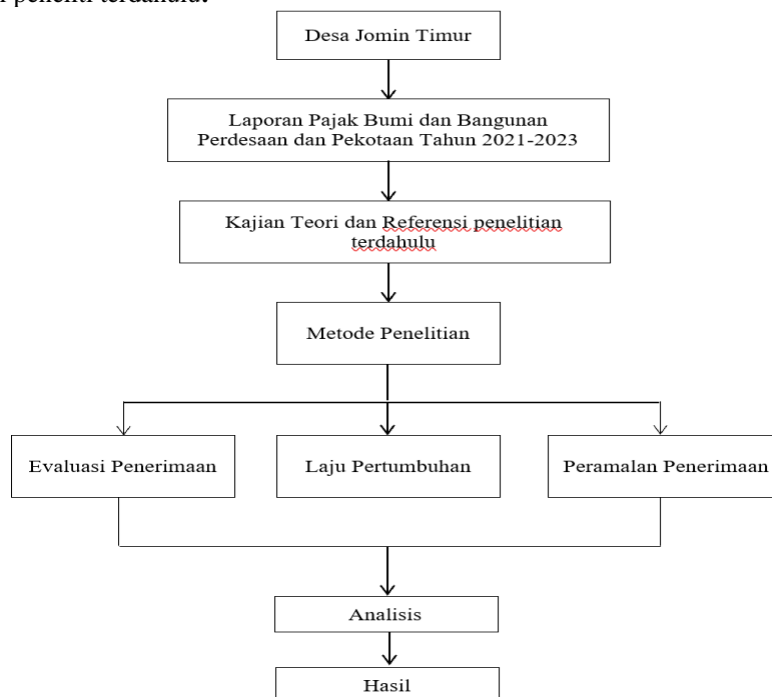 peneliti terdahulu.
Desa Jomin Timur
Laporan Pajak Bumi dan Bangunan
Perdesaan dan Pekotaan Tahun 2021-2023
Kajian Teori dan Referensi penelitian
terdahulu
Metode Penelitian
Evaluasi Penerimaan
Laju Pertumbuhan
Peramalan Penerimaan
Analisis
Hasil